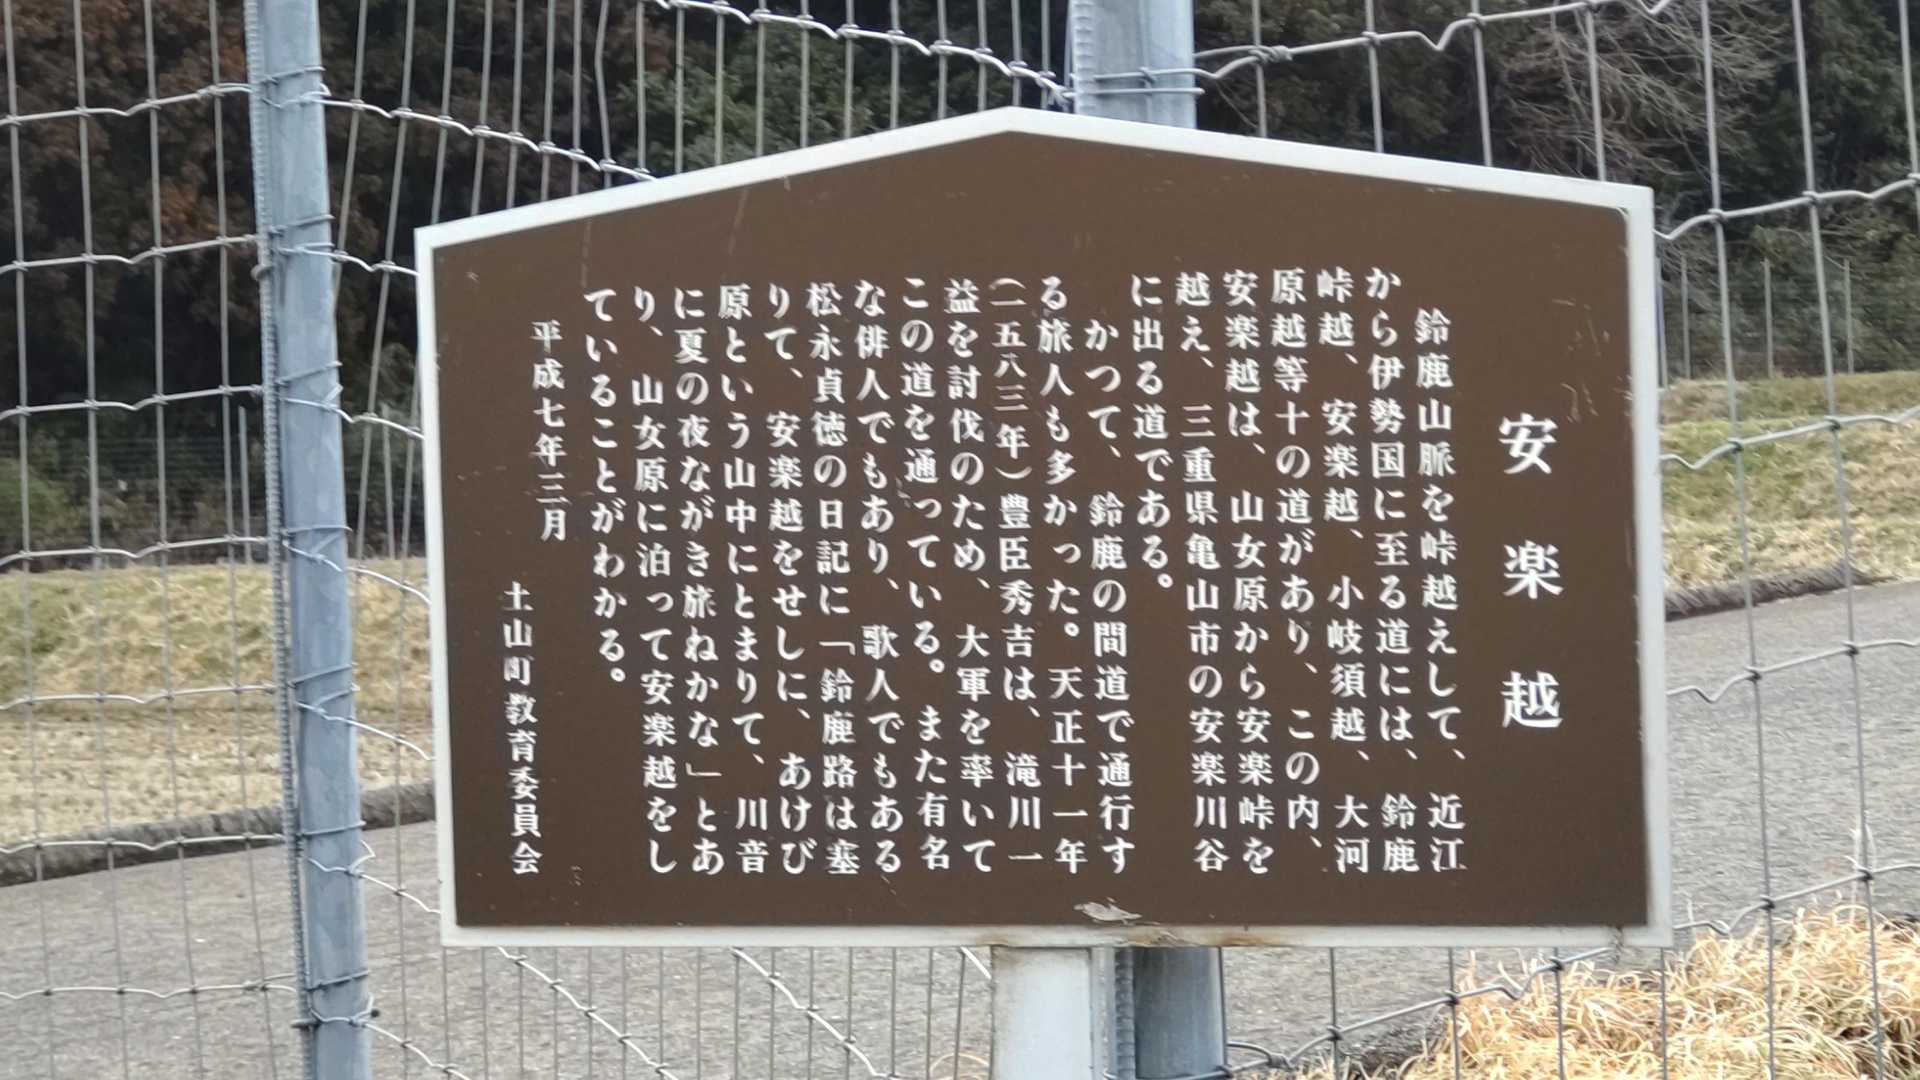 安楽越
鈴鹿山脈を峠越えして、近江
から伊勢国に至る道には、鈴鹿
峠越、安楽越、小岐須越、大河
原越等十の道があり、この内、
安楽越は、山女原から安楽峠を
越え、三重県亀山市の安楽川谷
に出る道である。
かつて、鈴鹿の間道で通行す
る旅人も多かった。天正十一年
(一五八三年)豊臣秀吉は、滝川一
益を討伐のため、大軍を率いて
この道を通っている。また有名
な俳人でもあり、歌人でもある
松永貞徳の日記に「鈴鹿路は塞
りて、安楽越をせしに、あけび
原という山中にとまりて、川音
に夏の夜ながき旅ねかな」とあ
り、山女原に泊って安楽越をし
ていることがわかる。
平成七年三月
土山町教育委員会